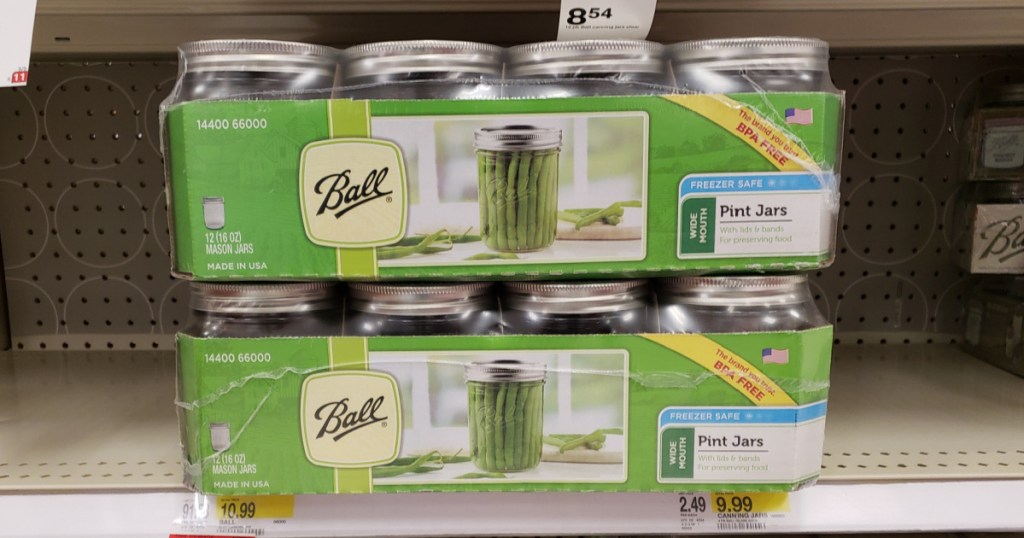 8.54
11
14400 66000
Ball®
12 (16 OZ)
MASON JARS
MADE IN USA
The brand you trust
BPA FREE
FREEZER SAFE
WIDE MOUTH
Pint Jars
With lids & bands
For preserving food
Ball
14400 66000
Ball®
12 (16 OZ)
MASON JARS
MADE IN USA
The brand you trust
BPA FREE
FREEZER SAFE
WIDE MOUTH
Pint Jars
With lids & bands
For preserving food
10.99
BALL
2.49
9.99
CANNING JARS